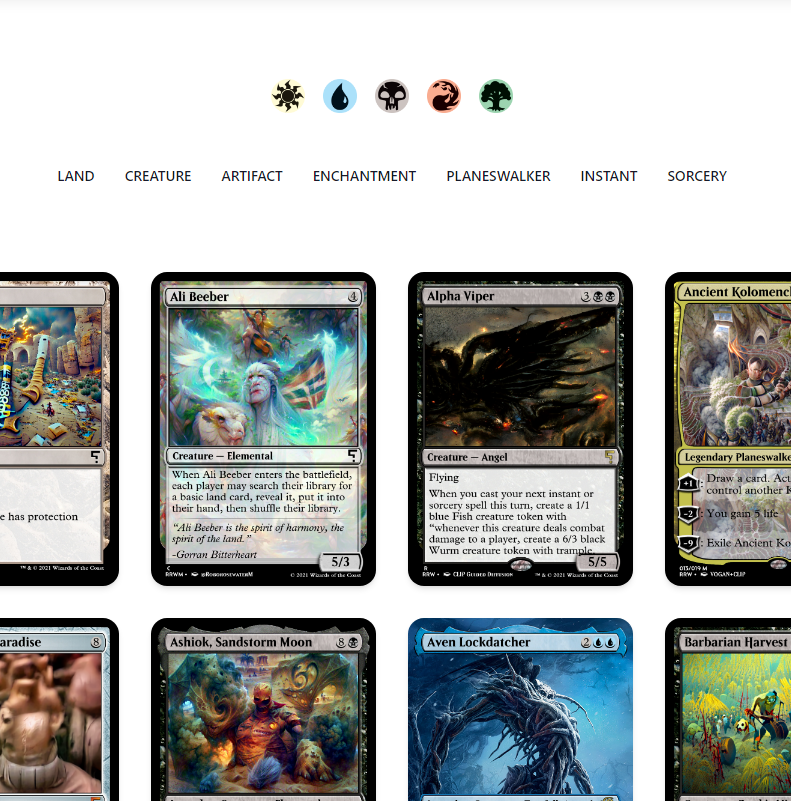 LAND CREATURE ARTIFACT ENCHANTMENT PLANESWALKER INSTANT SORCERY
e has protection
™ & © 2021 Wizards of the Coast
Ali Beeber 4
Creature — Elemental
When Ali Beeber enters the battlefield,
each player may search their library for
a basic land card, reveal it, put it into
their hand, then shuffle their library.
“Ali Beeber is the spirit of harmony, the
spirit of the land.”
-Gorran Bitterheart
5/3
C
RRWM • @RoborosewaterM
© 2021 Wizards of the Coast
Alpha Viper 3
Creature — Angel
Flying
When you cast your next instant or
sorcery spell this turn, create a 1/1
blue Fish creature token with
“whenever this creature deals combat
damage to a player, create a 6/3 black
Wurm creature token with trample.
5/5
R
RRW • CLIP Guided Diffusion
™ & © 2021 Wizards of the Coast
Ancient Kolomench
Legendary Planeswalke
+1 : Draw a card. Act
control another K
-2 : You gain 5 life
-9 : Exile Ancient Ko
013/019 M
RRW • VQGAN+CLIP
aradise 8
Ashiok, Sandstorm Moon 8
Aven Lockdatcher 2
Barbarian Harvest